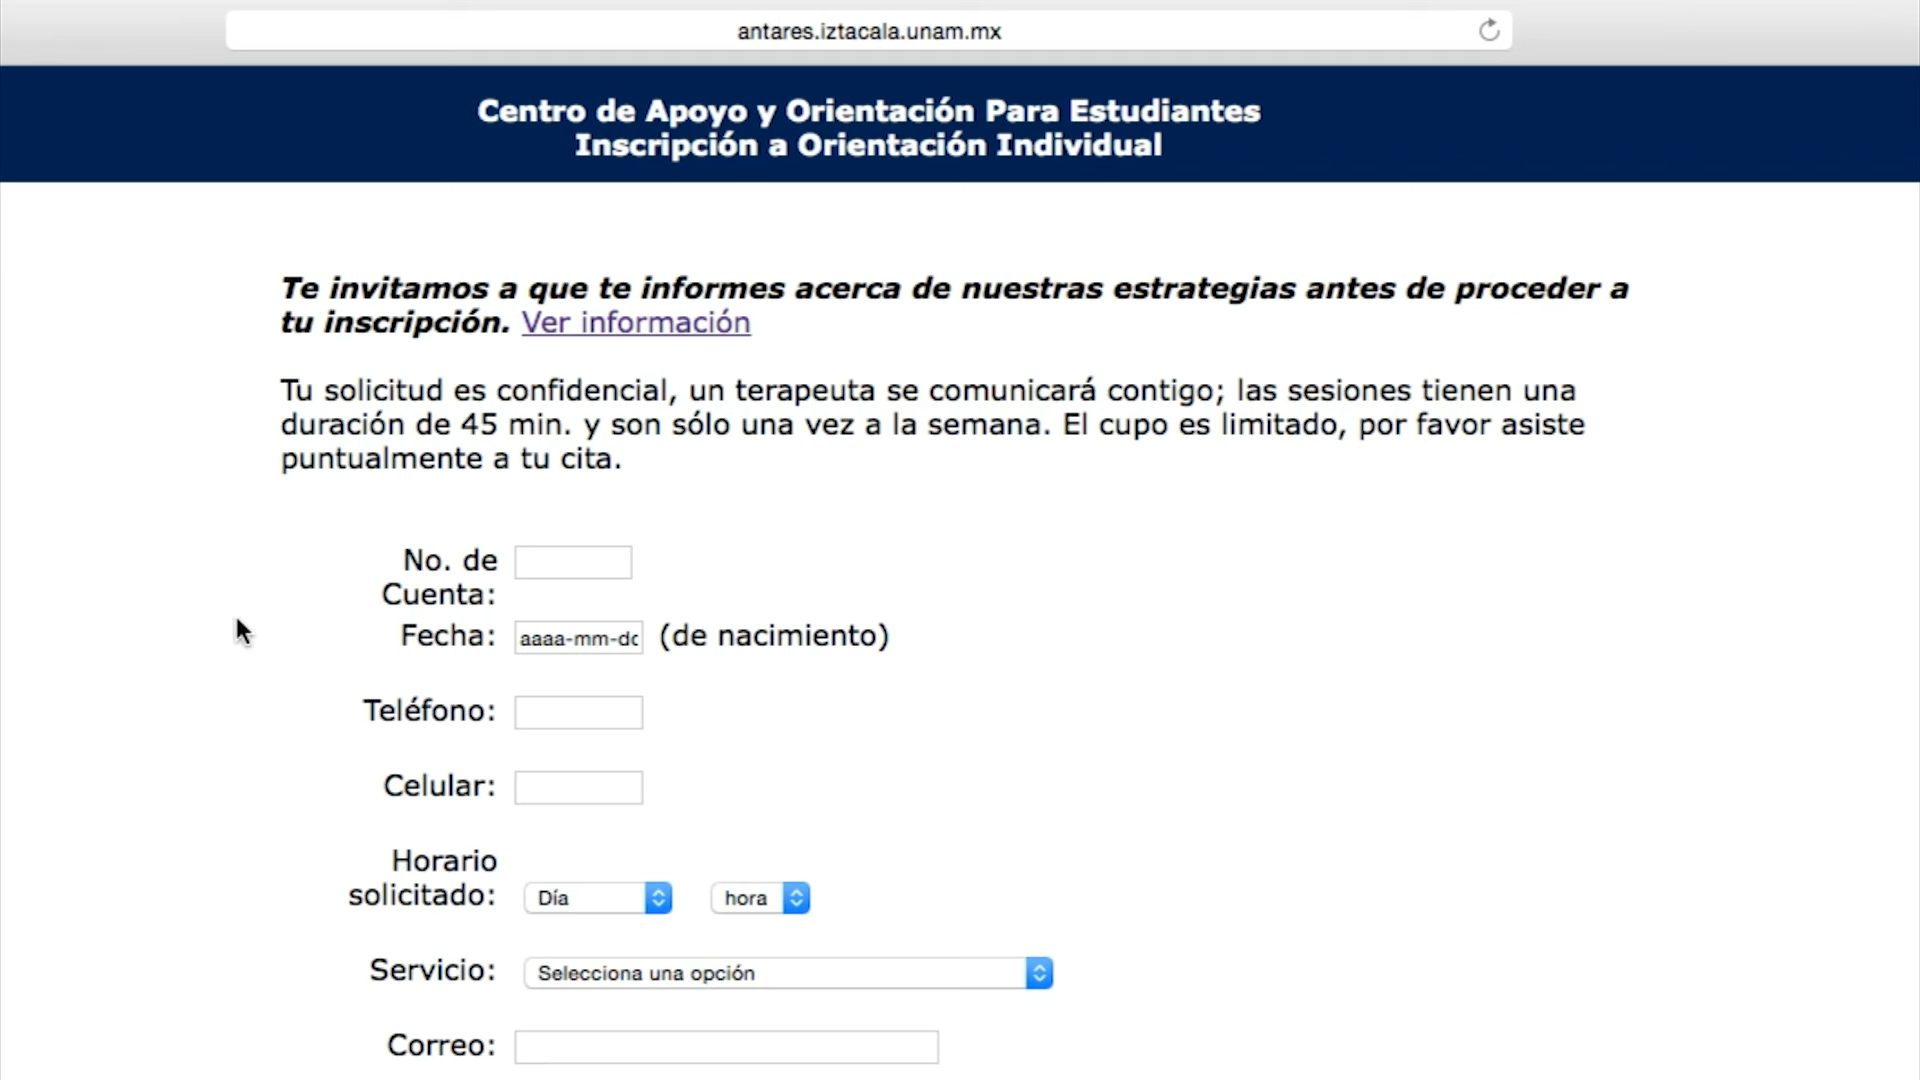 antares.iztacala.unam.mx
Centro de Apoyo y Orientación Para Estudiantes
Inscripción a Orientación Individual
Te invitamos a que te informes acerca de nuestras estrategias antes de proceder a
tu inscripción. Ver información
Tu solicitud es confidencial, un terapeuta se comunicará contigo; las sesiones tienen una
duración de 45 min. y son sólo una vez a la semana. El cupo es limitado, por favor asiste
puntualmente a tu cita.
No. de
Cuenta:
Fecha: aaaa-mm-dd (de nacimiento)
Teléfono:
Celular:
Horario
solicitado: Día hora
Servicio: Selecciona una opción
Correo: